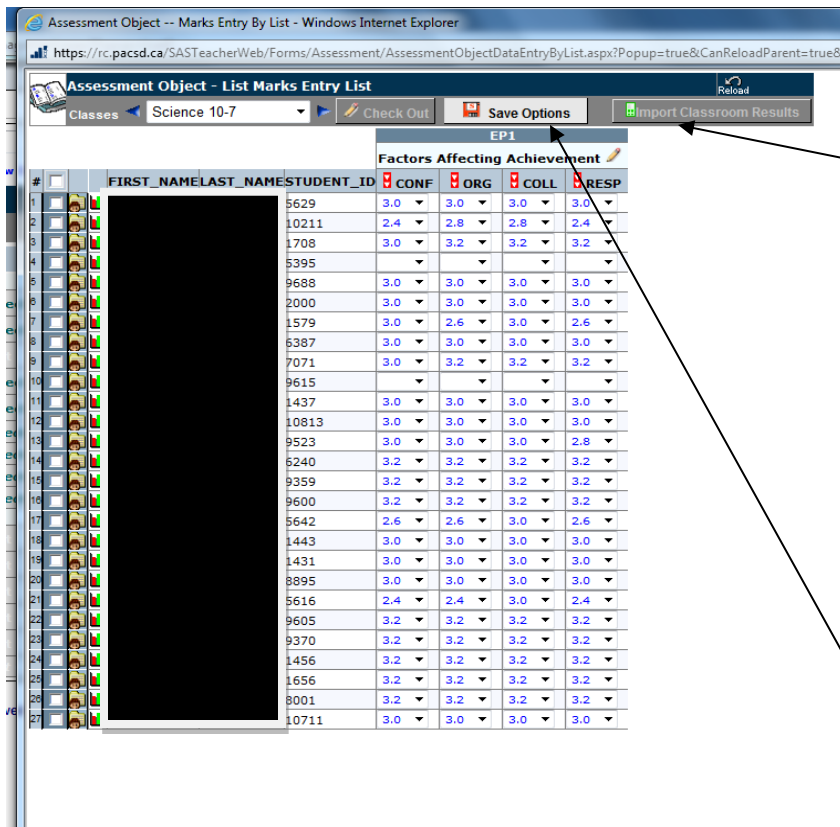 Assessment Object -- Marks Entry By List - Windows Internet Explorer
https://rc.pacsd.ca/SASTeacherWeb/Forms/Assessment/AssessmentObjectDataEntryByList.aspx?Popup=true&CanReloadParent=true&
Assessment Object - List Marks Entry List
Reload
Classes Science 10-7 Check Out Save Options Import Classroom Results
EP1
Factors Affecting Achievement
# FIRST_NAME LAST_NAME STUDENT_ID CONF ORG COLL RESP
1 5629 3.0 3.0 3.0 3.0
2 10211 2.4 2.8 2.8 2.4
3 1708 3.0 3.2 3.2 3.2
4 5395
5 9688 3.0 3.0 3.0 3.0
6 2000 3.0 3.0 3.0 3.0
7 1579 3.0 2.6 3.0 2.6
8 6387 3.0 3.0 3.0 3.0
9 7071 3.0 3.2 3.2 3.2
10 9615
11 1437 3.0 3.0 3.0 3.0
12 10813 3.0 3.0 3.0 3.0
13 9523 3.0 3.0 3.0 2.8
14 6240 3.2 3.2 3.2 3.2
15 9359 3.2 3.2 3.2 3.2
16 9600 3.2 3.2 3.2 3.2
17 5642 2.6 2.6 3.0 2.6
18 1443 3.0 3.0 3.0 3.0
19 1431 3.0 3.0 3.0 3.0
20 8895 3.0 3.0 3.0 3.0
21 5616 2.4 2.4 3.0 2.4
22 9605 3.2 3.2 3.2 3.2
23 9370 3.2 3.2 3.2 3.2
24 1456 3.2 3.2 3.2 3.2
25 1656 3.2 3.2 3.2 3.2
26 8001 3.2 3.2 3.2 3.2
27 10711 3.0 3.0 3.0 3.0